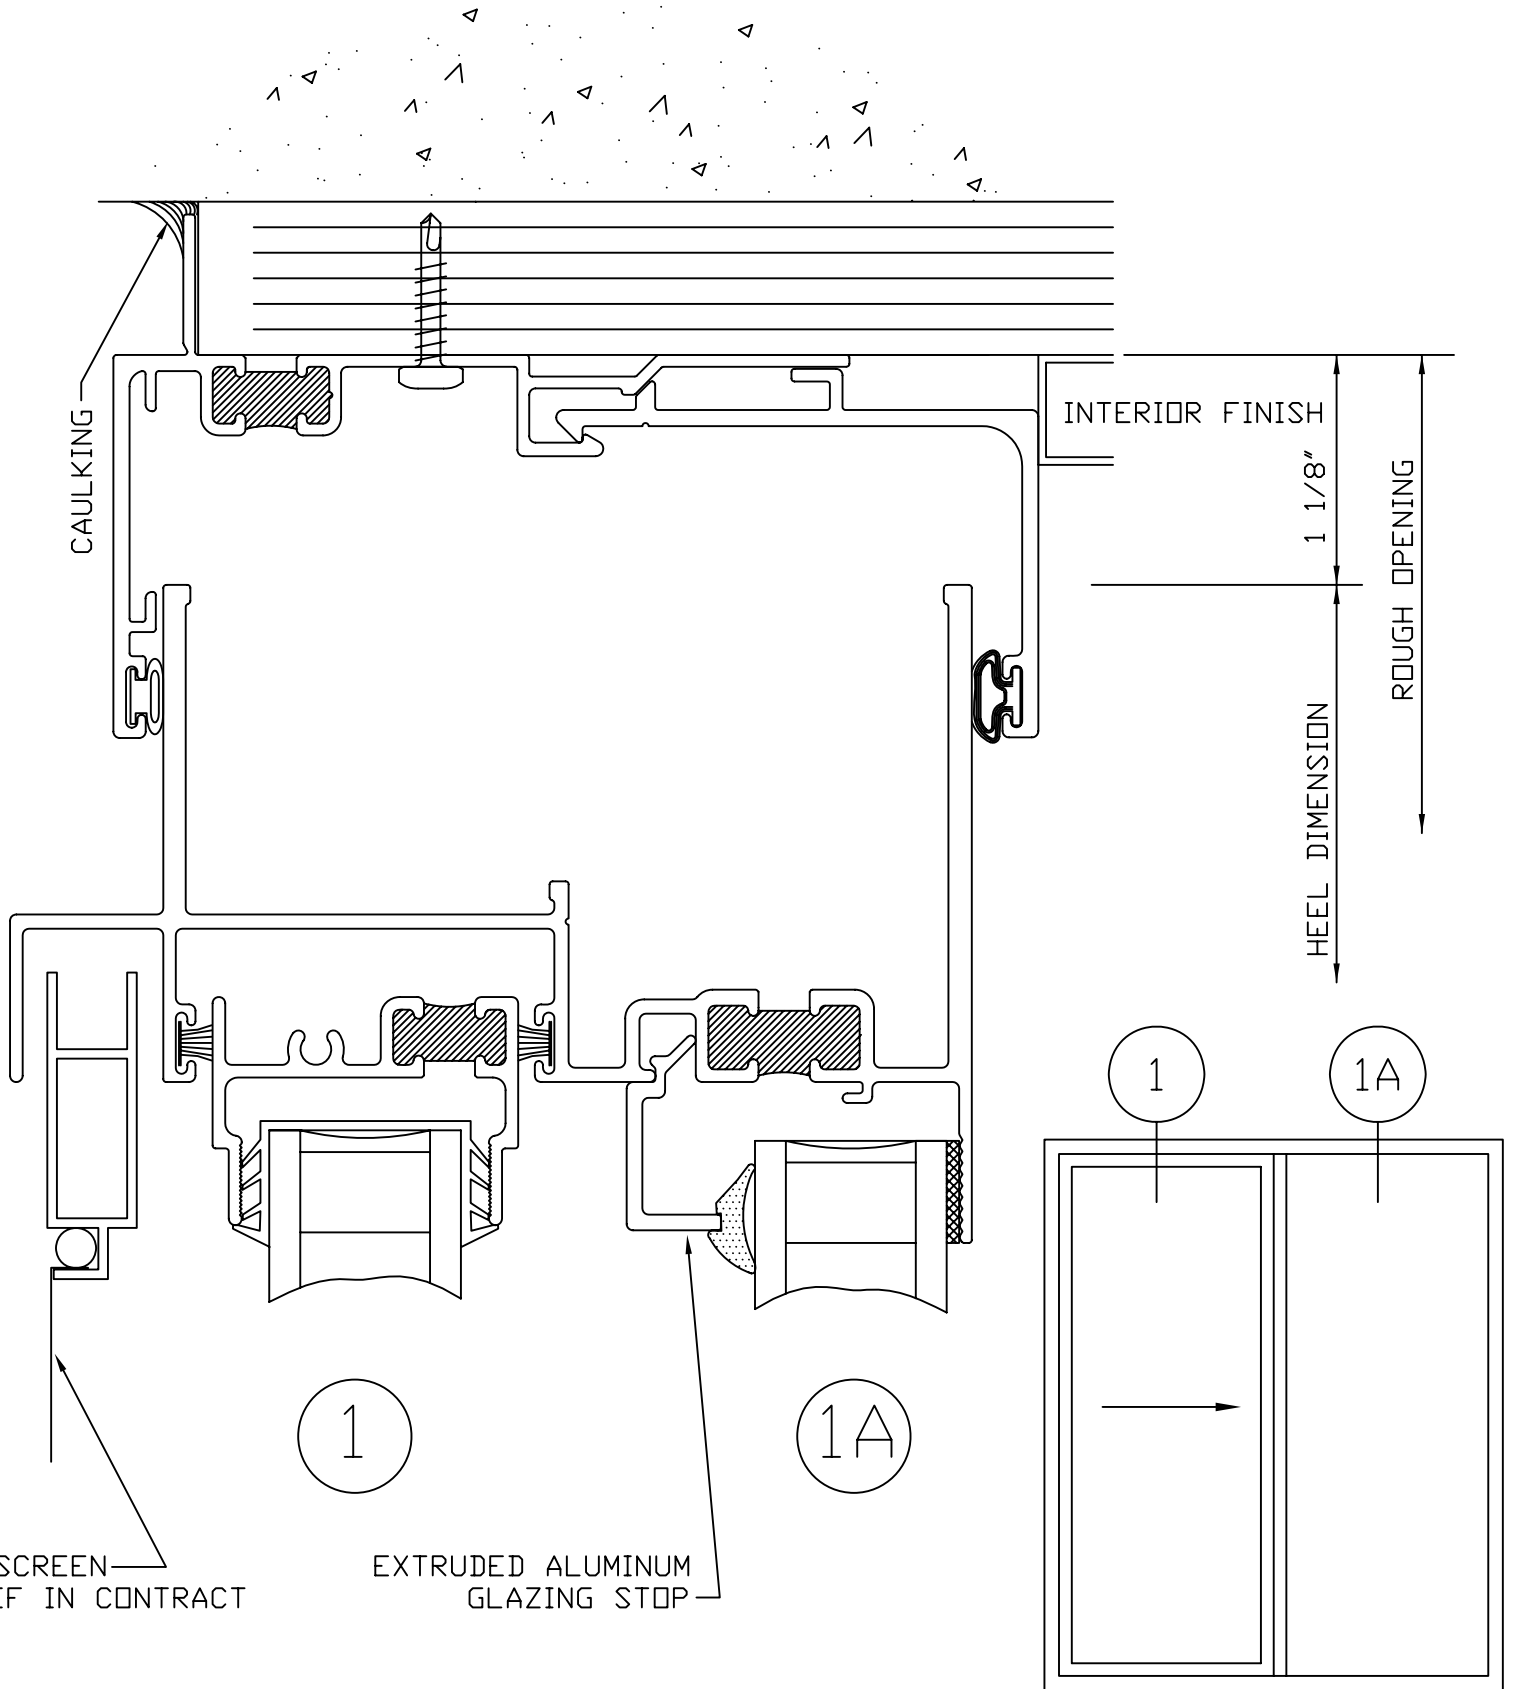 CAULKING
INTERIOR FINISH
1 1/8"
ROUGH OPENING
HEEL DIMENSION
1
1A
1
1A
SCREEN
IF IN CONTRACT
EXTRUDED ALUMINUM
GLAZING STOP